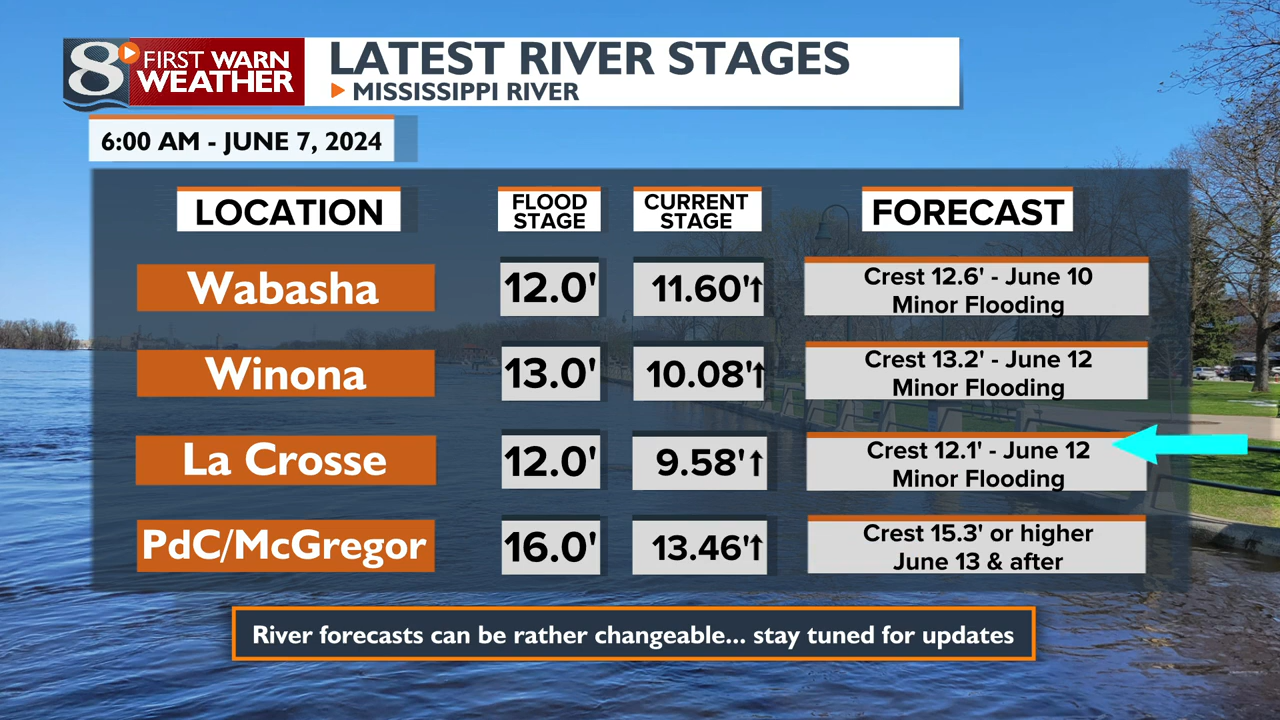 8 FIRST WARN
WEATHER
LATEST RIVER STAGES
MISSISSIPPI RIVER
6:00 AM - JUNE 7, 2024
LOCATION
FLOOD
STAGE
CURRENT
STAGE
FORECAST
Wabasha
12.0'
11.60'↑
Crest 12.6' - June 10
Minor Flooding
Winona
13.0'
10.08'↑
Crest 13.2' - June 12
Minor Flooding
La Crosse
12.0'
9.58'↑
Crest 12.1' - June 12
Minor Flooding
PdC/McGregor
16.0'
13.46'↑
Crest 15.3' or higher
June 13 & after
River forecasts can be rather changeable... stay tuned for updates